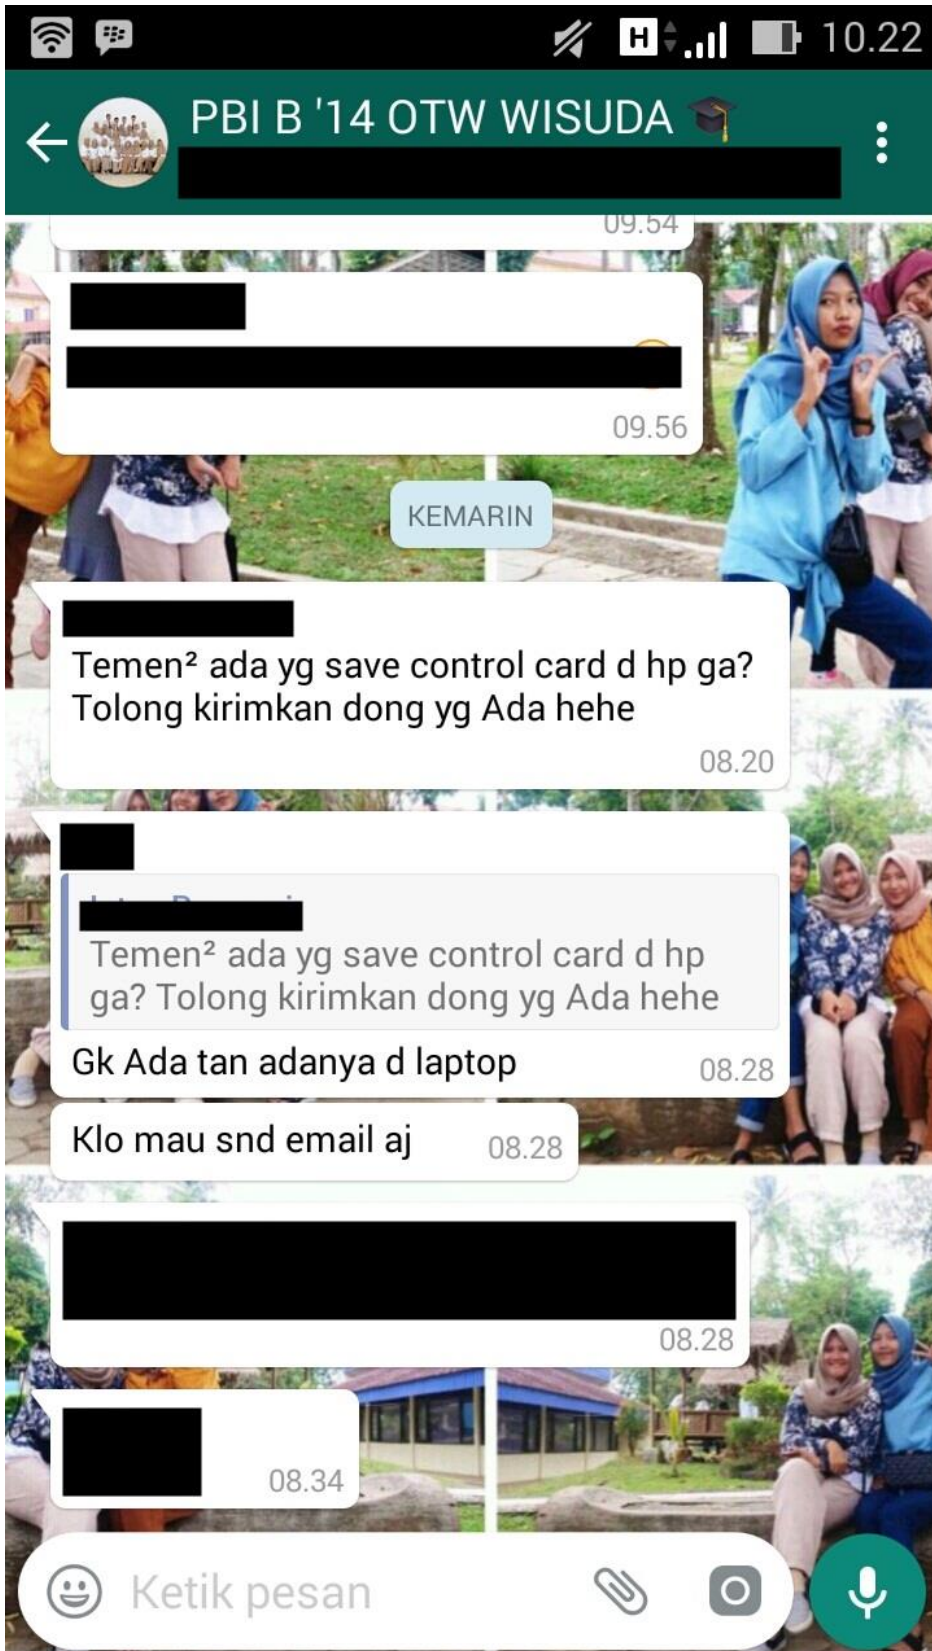 10.22
PBI B '14 OTW WISUDA
09.54
09.56
KEMARIN
Temen² ada yg save control card d hp ga?
Tolong kirimkan dong yg Ada hehe
08.20
Temen² ada yg save control card d hp
ga? Tolong kirimkan dong yg Ada hehe
Gk Ada tan adanya d laptop 08.28
Klo mau snd email aj 08.28
08.28
08.34
Ketik pesan